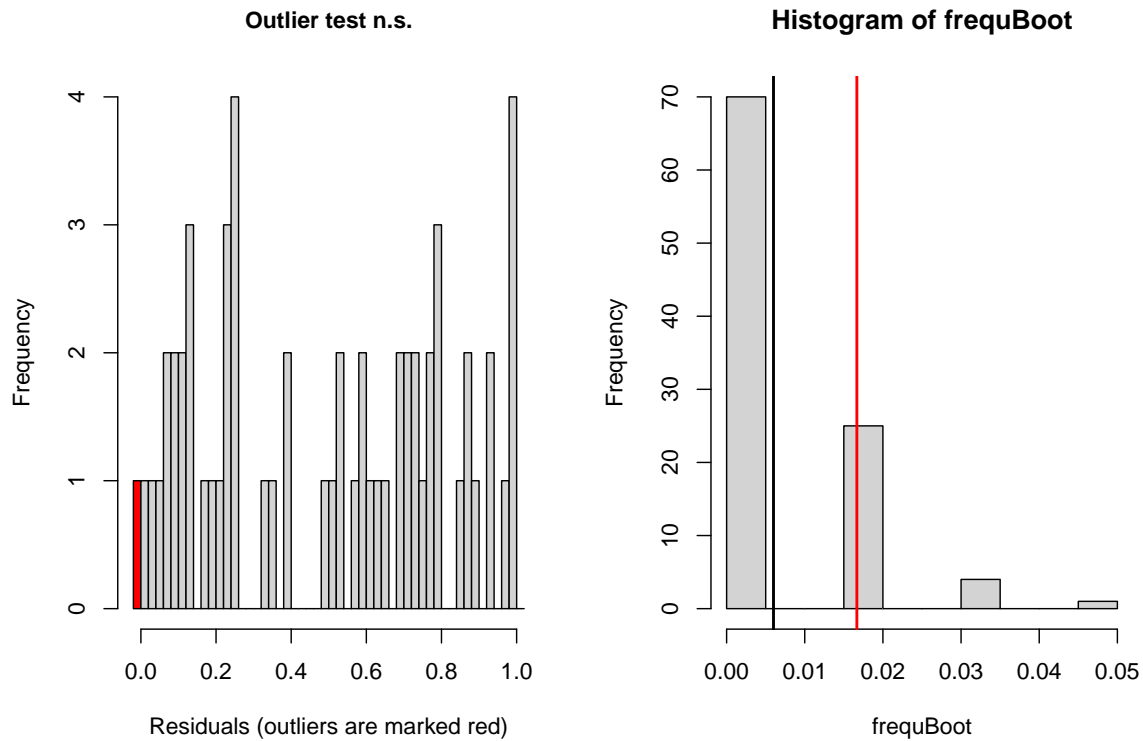 Outlier test n.s.
Frequency
4
3
2
1
0
0.0 0.2 0.4 0.6 0.8 1.0
Residuals (outliers are marked red)
Histogram of frequBoot
Frequency
70
60
50
40
30
20
10
0
0.00 0.01 0.02 0.03 0.04 0.05
frequBoot